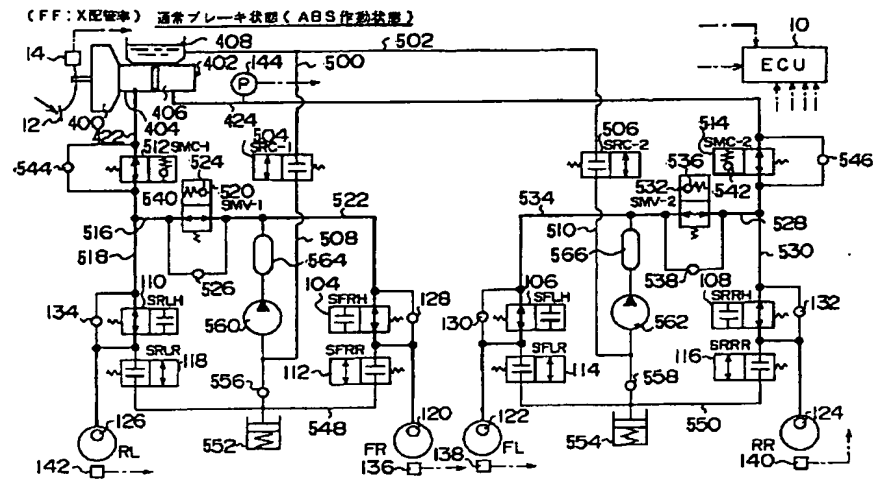 (FF:X配管車) 通常ブレーキ状態(ABS作動状態)
14
408
502
10
402
144
500
P
ECU
12
400
406
404
424
422
512 SMC-1
504 SRC-1
506 SRC-2
514 SMC-2
544
524
520
540
SMV-1
536
532
SMV-2
542
546
516
522
534
528
518
508
510
530
526
564
566
538
110
SRLH
134
104
SFRH
128
106
SFLH
130
108
SRRH
132
560
562
SRLR
118
SFRR
112
SFLR
114
116
SRRR
556
558
548
550
552
554
126
RL
142
120
FR
136
122
FL
138
124
RR
140